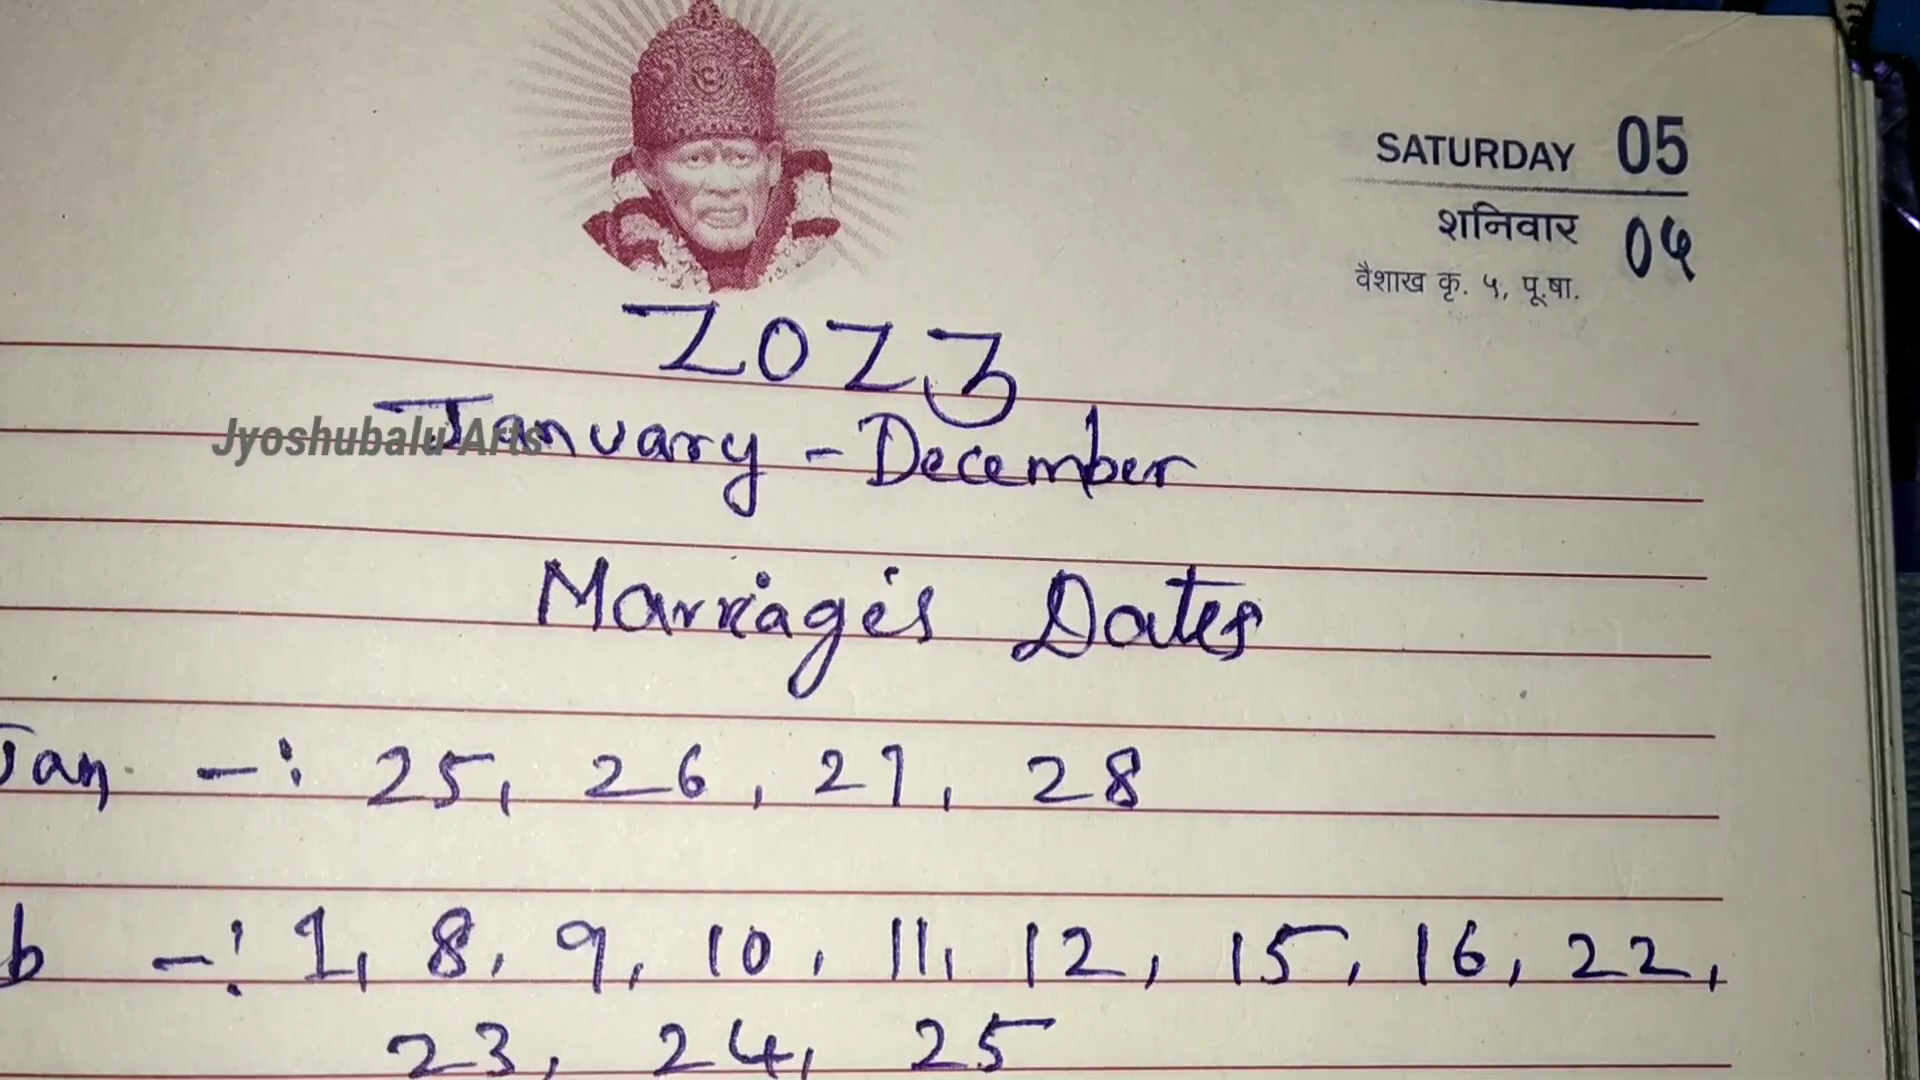 SATURDAY 05
शनिवार ०५
वैशाख कृ. ५, पू.षा.
2023
Jyoshubalu Arts
January - December
Marriages Dates
Jan -: 25, 26, 27, 28
b -: 1, 8, 9, 10, 11, 12, 15, 16, 22,
23, 24, 25